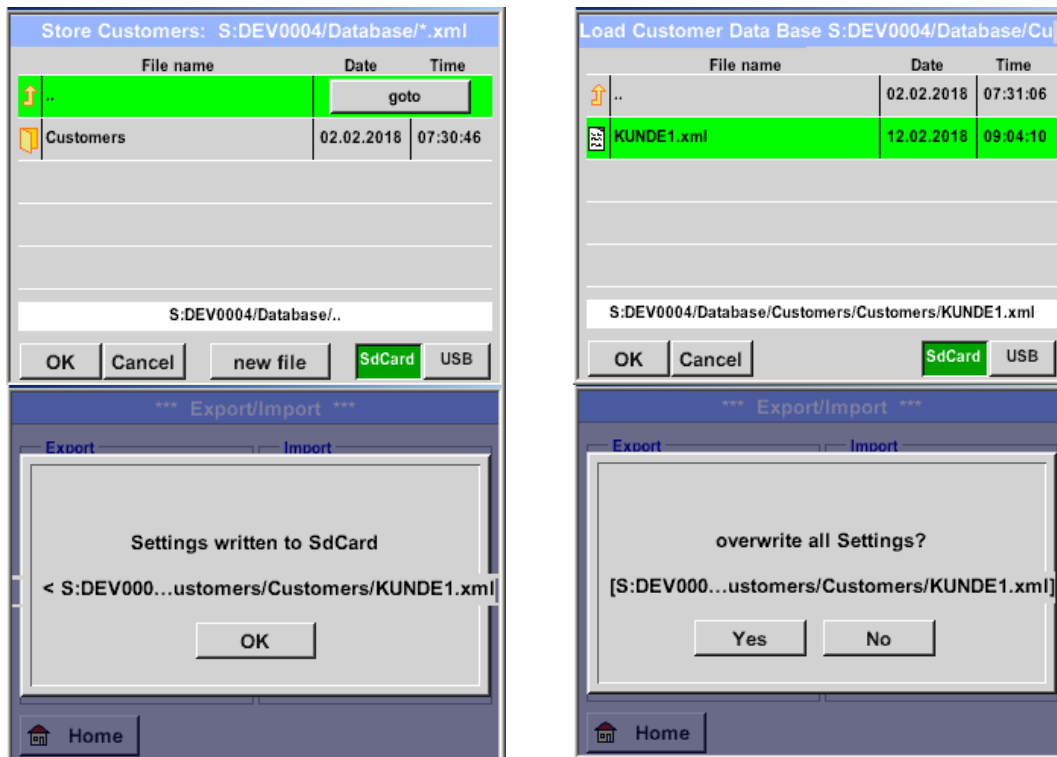 Store Customers: S:DEV0004/Database/*.xml
File name Date Time
.. goto
Customers 02.02.2018 07:30:46
S:DEV0004/Database/..
OK Cancel new file SdCard USB
*** Export/Import ***
Export Import
Settings written to SdCard
< S:DEV000...ustomers/Customers/KUNDE1.xml
OK
Home
Load Customer Data Base S:DEV0004/Database/Cu
File name Date Time
.. 02.02.2018 07:31:06
KUNDE1.xml 12.02.2018 09:04:10
S:DEV0004/Database/Customers/Customers/KUNDE1.xml
OK Cancel SdCard USB
*** Export/Import ***
Export Import
overwrite all Settings?
[S:DEV000...ustomers/Customers/KUNDE1.xml]
Yes No
Home